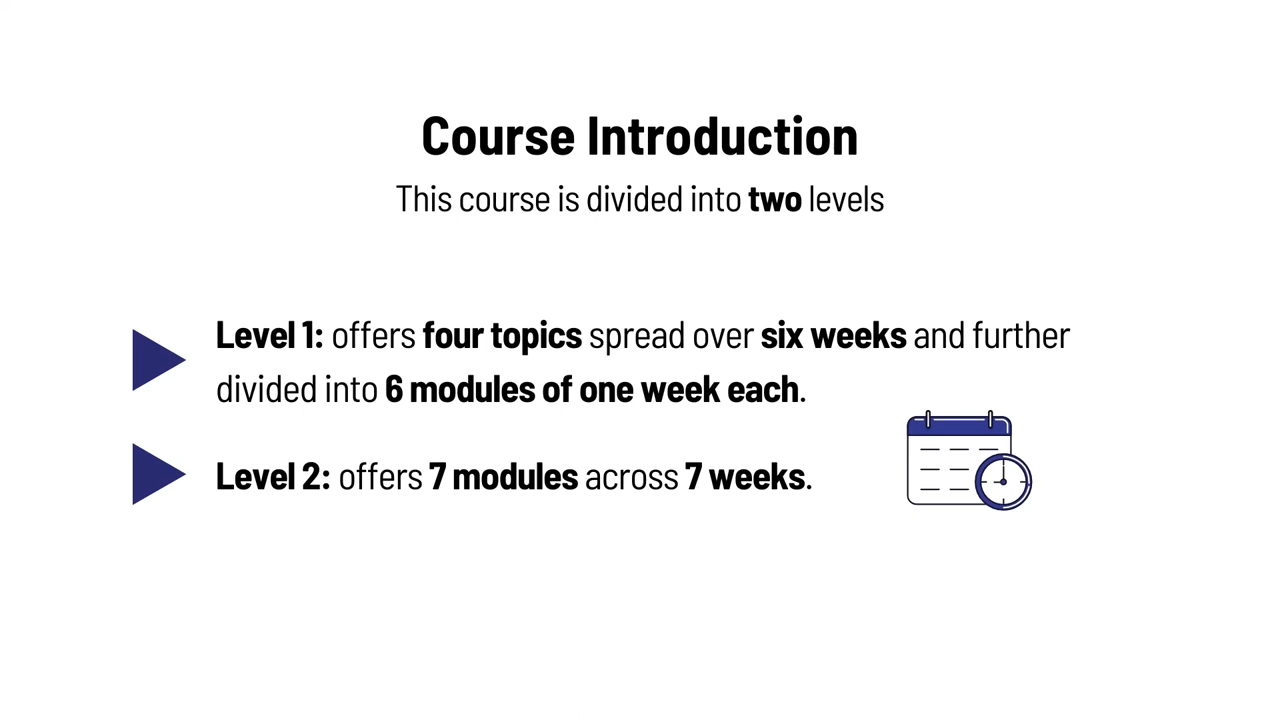 Course Introduction
This course is divided into two levels
Level 1: offers four topics spread over six weeks and further
divided into 6 modules of one week each.
Level 2: offers 7 modules across 7 weeks.